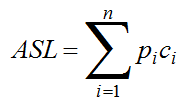 ASL = \sum_{i=1}^{n} p_i c_i